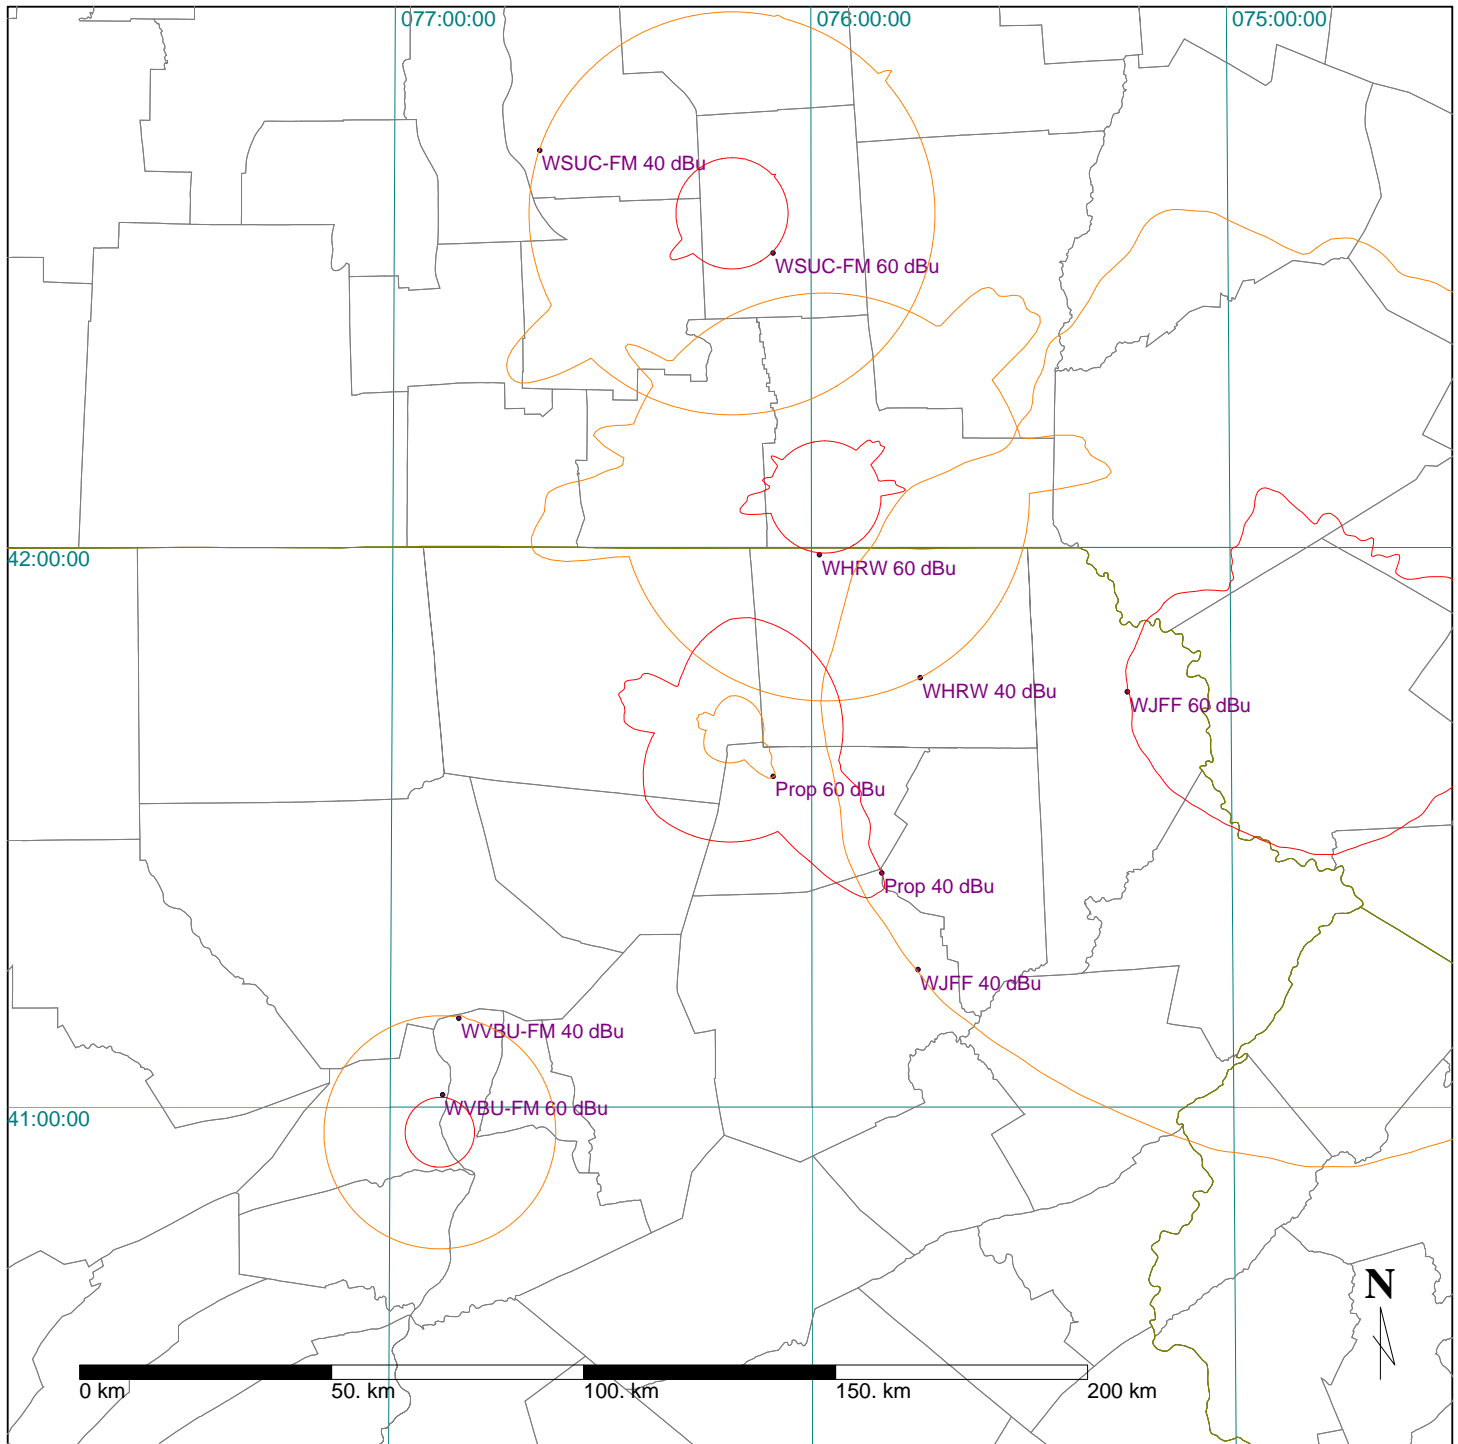 077:00:00
076:00:00
075:00:00
WSUC-FM 40 dBu
WSUC-FM 60 dBu
42:00:00
WHRW 60 dBu
WHRW 40 dBu
WJFF 60 dBu
Prop 60 dBu
Prop 40 dBu
WJFF 40 dBu
WVBU-FM 40 dBu
WVBU-FM 60 dBu
41:00:00
N
0 km
50. km
100. km
150. km
200 km